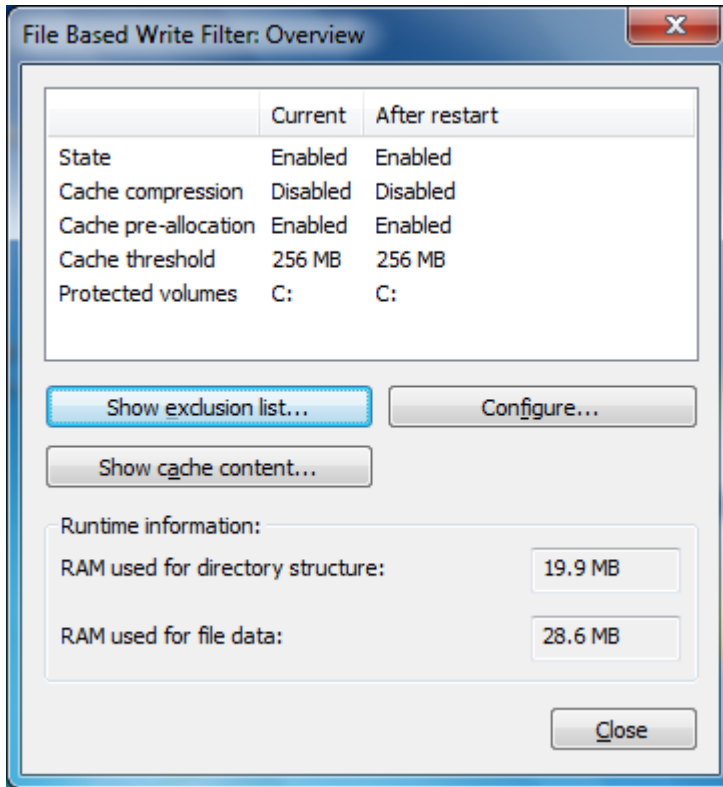 File Based Write Filter: Overview
X
Current After restart
State Enabled Enabled
Cache compression Disabled Disabled
Cache pre-allocation Enabled Enabled
Cache threshold 256 MB 256 MB
Protected volumes C: C:
Show exclusion list... Configure...
Show cache content...
Runtime information:
RAM used for directory structure: 19.9 MB
RAM used for file data: 28.6 MB
Close